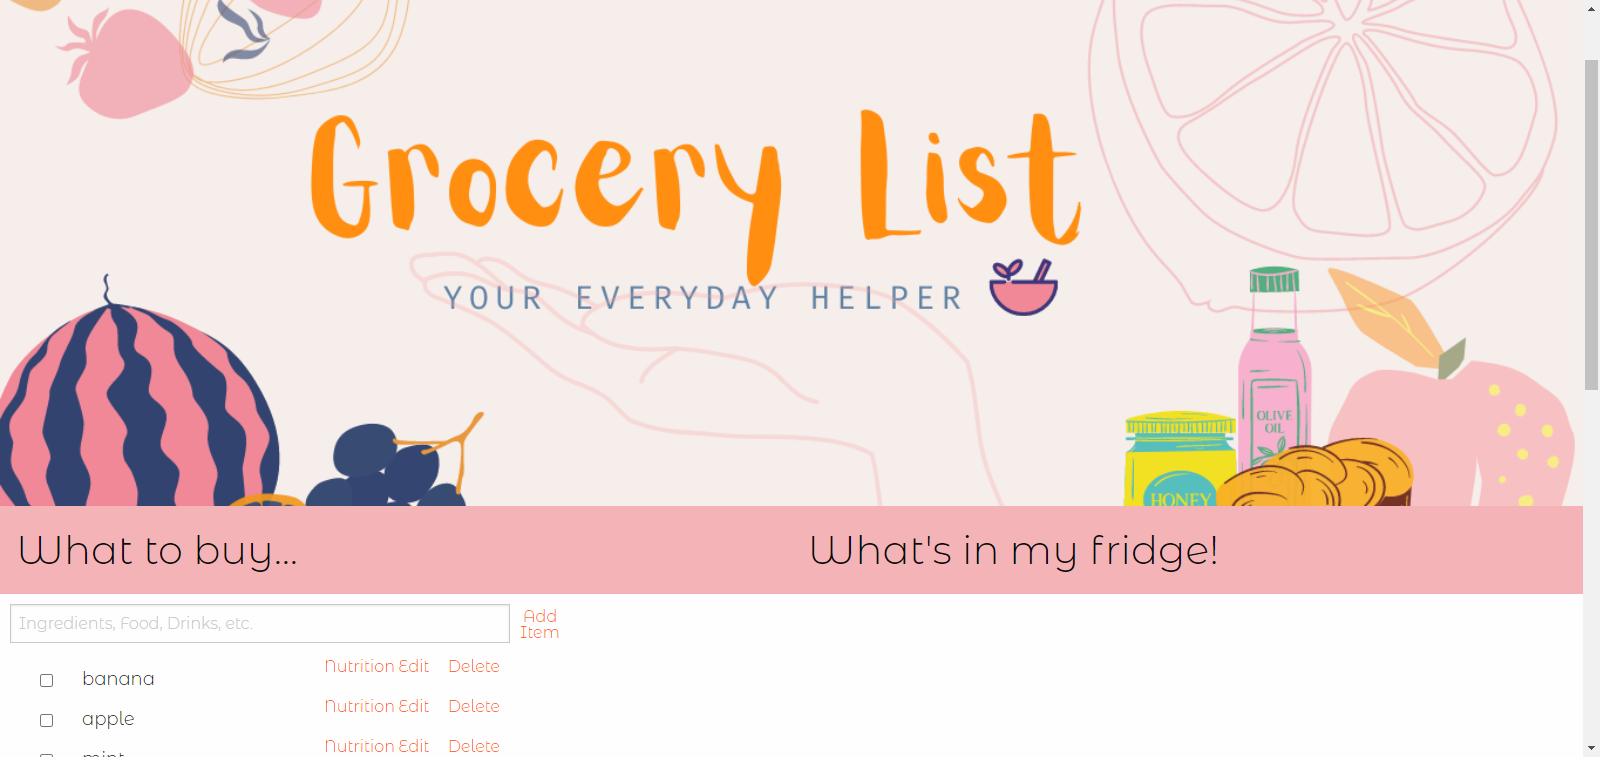 Grocery List
YOUR EVERYDAY HELPER
OLIVE
OIL
HONEY
What to buy...
What's in my fridge!
Ingredients, Food, Drinks, etc.
Add
Item
banana
Nutrition Edit Delete
apple
Nutrition Edit Delete
mint
Nutrition Edit Delete